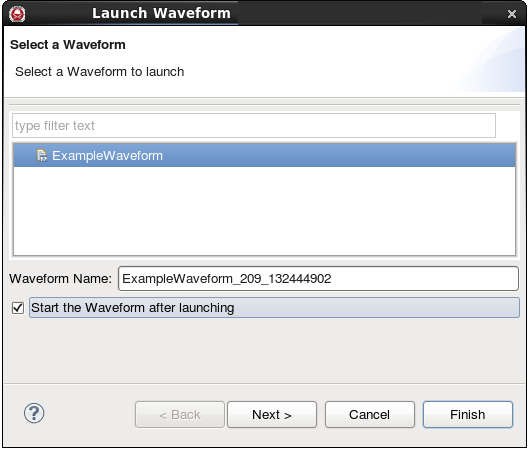 Launch Waveform
Select a Waveform
Select a Waveform to launch
type filter text
ExampleWaveform
Waveform Name: ExampleWaveform_209_132444902
Start the Waveform after launching
? < Back Next > Cancel Finish